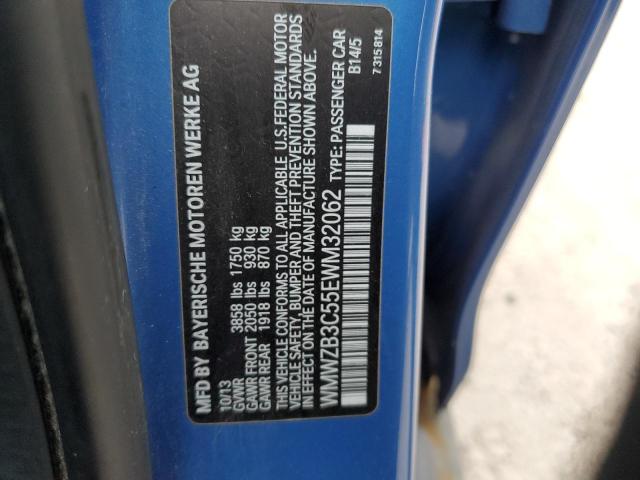 MFD BY BAYERISCHE MOTOREN WERKE AG
10/13
GVWR 3858 lbs 1750 kg
GAWR FRONT 2050 lbs 930 kg
GAWR REAR 1918 lbs 870 kg
THIS VEHICLE CONFORMS TO ALL APPLICABLE U.S.FEDERAL MOTOR
VEHICLE SAFETY, BUMPER AND THEFT PREVENTION STANDARDS
IN EFFECT ON THE DATE OF MANUFACTURE SHOWN ABOVE.
WMWZB3C55EWM32062 TYPE: PASSENGER CAR
B14/5
7 315 814